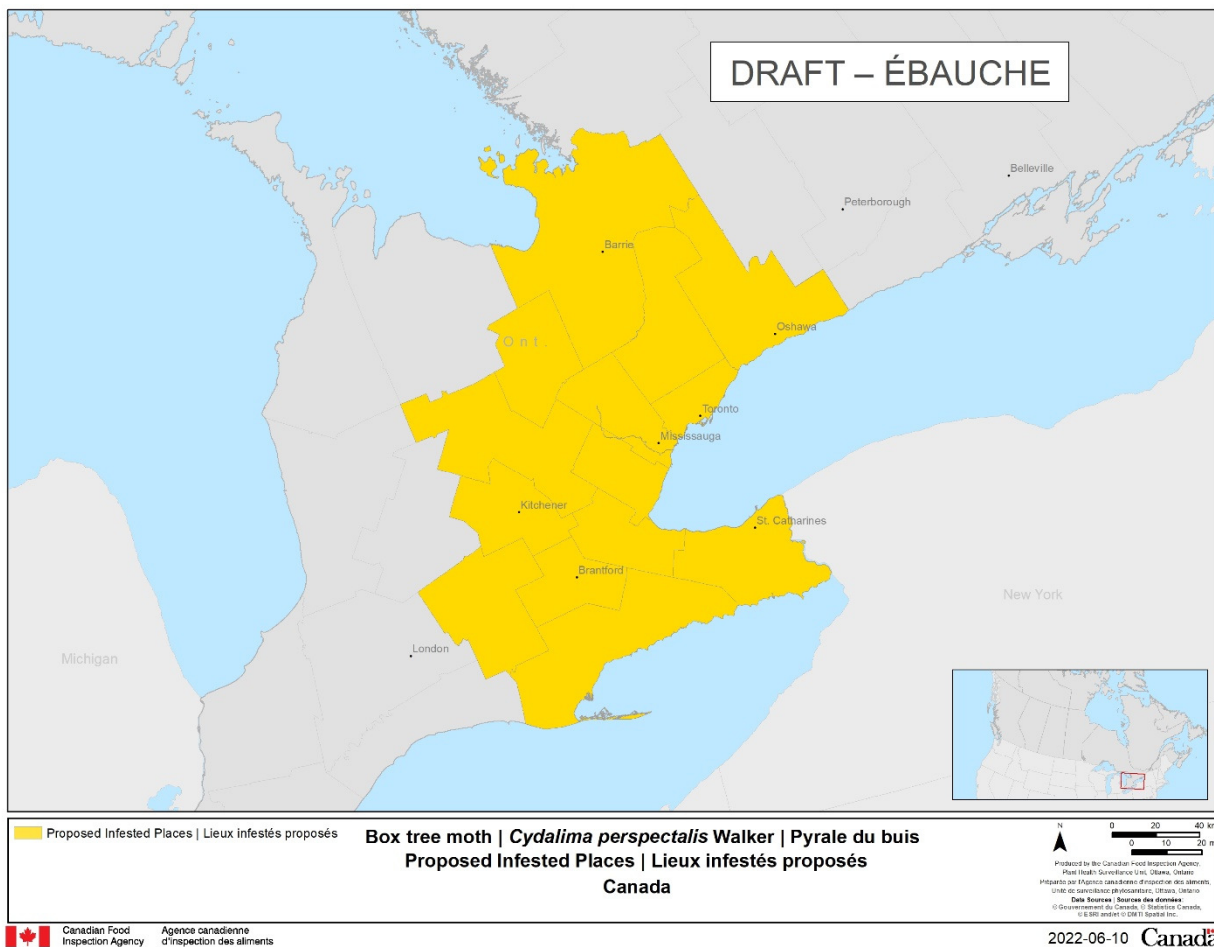 DRAFT – ÉBAUCHE
Belleville
Peterborough
Barrie
Oshawa
Ont.
Toronto
Mississauga
Kitchener
St. Catharines
Brantford
New York
London
Michigan
Proposed Infested Places | Lieux infestés proposés
Box tree moth | Cydalima perspectalis Walker | Pyrale du buis
Proposed Infested Places | Lieux infestés proposés
Canada
N
0 20 40 km
0 10 20 m
Produced by the Canadian Food Inspection Agency,
Plant Health Surveillance Unit, Ottawa, Ontario
Préparée par l'Agence canadienne d'inspection des aliments,
Unité de surveillance phytosanitaire, Ottawa, Ontario
Data Sources | Sources des données:
© Gouvernement du Canada, © Statistics Canada,
© ESRI and/et © DMTI Spatial Inc.
Canadian Food
Inspection Agency
Agence canadienne
d'inspection des aliments
2022-06-10
Canada